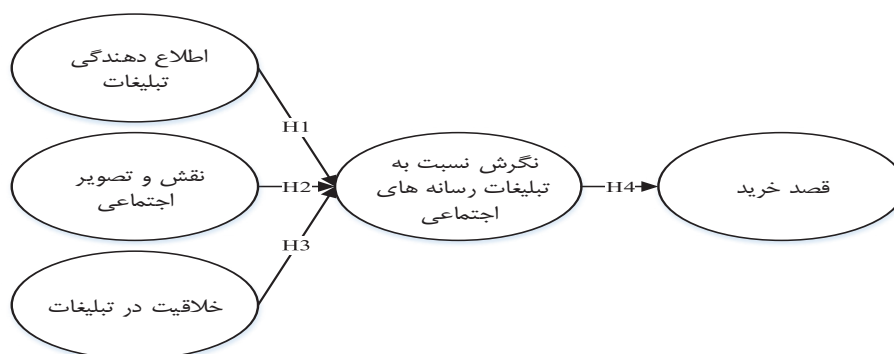 اطلاع دهندگی
تبلیغات
H1
نقش و تصویر
اجتماعی
H2
نگرش نسبت به
تبلیغات رسانه های
اجتماعی
H4
قصد خرید
H3
خلاقیت در تبلیغات